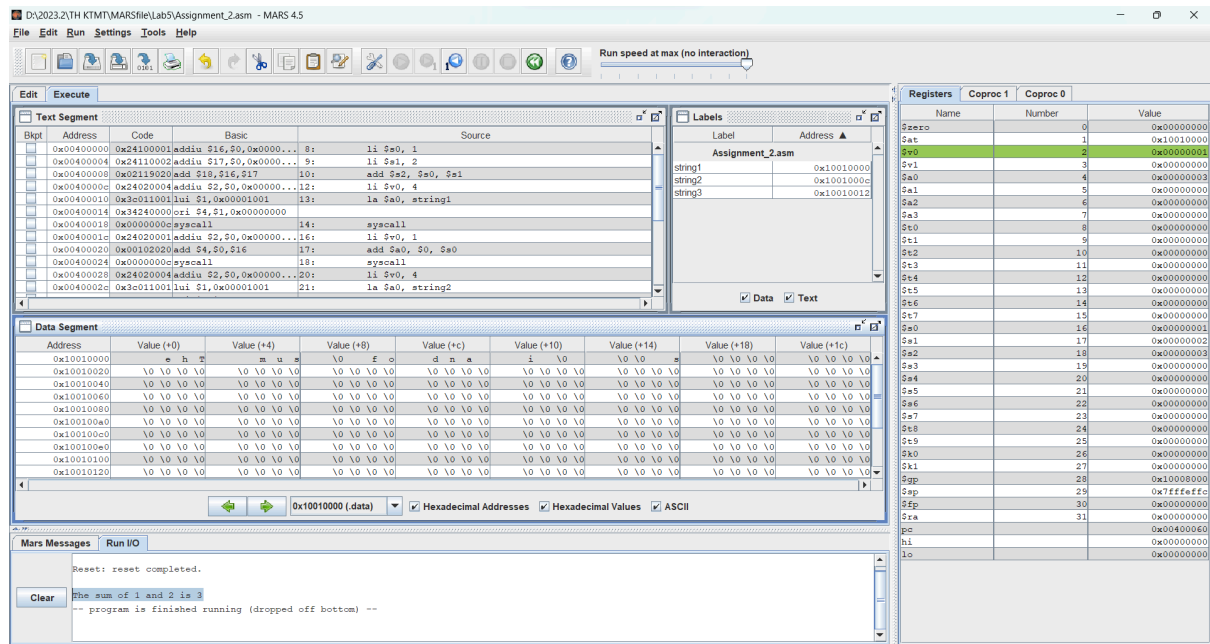 D:\2023.2\TH KTMT\MARSfile\Lab5\Assignment_2.asm - MARS 4.5
File Edit Run Settings Tools Help
Run speed at max (no interaction)
Edit Execute
Text Segment
Bkpt Address Code Basic Source
0x00400000 0x24100001 addiu $16,$0,0x0000... 8: li $s0, 1
0x00400004 0x24110002 addiu $17,$0,0x0000... 9: li $s1, 2
0x00400008 0x02119020 add $18,$16,$17 10: add $s2, $s0, $s1
0x0040000c 0x24020004 addiu $2,$0,0x00000... 12: li $v0, 4
0x00400010 0x3c011001 lui $1,0x00001001 13: la $a0, string1
0x00400014 0x34240000 ori $4,$1,0x00000000
0x00400018 0x0000000c syscall 14: syscall
0x0040001c 0x24020001 addiu $2,$0,0x00000... 16: li $v0, 1
0x00400020 0x00102020 add $4,$0,$16 17: add $a0, $0, $s0
0x00400024 0x0000000c syscall 18: syscall
0x00400028 0x24020004 addiu $2,$0,0x00000... 20: li $v0, 4
0x0040002c 0x3c011001 lui $1,0x00001001 21: la $a0, string2
Labels
Label Address ▲
Assignment_2.asm
string1 0x10010000
string2 0x1001000c
string3 0x10010012
Data Text
Data Segment
Address Value (+0) Value (+4) Value (+8) Value (+c) Value (+10) Value (+14) Value (+18) Value (+1c)
0x10010000 e h T m u s \0 f o d n a i \0 \0 \0 s \0 \0 \0 \0 \0 \0 \0 \0
0x10010020 \0 \0 \0 \0 \0 \0 \0 \0 \0 \0 \0 \0 \0 \0 \0 \0 \0 \0 \0 \0 \0 \0 \0 \0 \0 \0 \0 \0 \0 \0 \0 \0
0x10010040 \0 \0 \0 \0 \0 \0 \0 \0 \0 \0 \0 \0 \0 \0 \0 \0 \0 \0 \0 \0 \0 \0 \0 \0 \0 \0 \0 \0 \0 \0 \0 \0
0x10010060 \0 \0 \0 \0 \0 \0 \0 \0 \0 \0 \0 \0 \0 \0 \0 \0 \0 \0 \0 \0 \0 \0 \0 \0 \0 \0 \0 \0 \0 \0 \0 \0
0x10010080 \0 \0 \0 \0 \0 \0 \0 \0 \0 \0 \0 \0 \0 \0 \0 \0 \0 \0 \0 \0 \0 \0 \0 \0 \0 \0 \0 \0 \0 \0 \0 \0
0x100100a0 \0 \0 \0 \0 \0 \0 \0 \0 \0 \0 \0 \0 \0 \0 \0 \0 \0 \0 \0 \0 \0 \0 \0 \0 \0 \0 \0 \0 \0 \0 \0 \0
0x100100c0 \0 \0 \0 \0 \0 \0 \0 \0 \0 \0 \0 \0 \0 \0 \0 \0 \0 \0 \0 \0 \0 \0 \0 \0 \0 \0 \0 \0 \0 \0 \0 \0
0x100100e0 \0 \0 \0 \0 \0 \0 \0 \0 \0 \0 \0 \0 \0 \0 \0 \0 \0 \0 \0 \0 \0 \0 \0 \0 \0 \0 \0 \0 \0 \0 \0 \0
0x10010100 \0 \0 \0 \0 \0 \0 \0 \0 \0 \0 \0 \0 \0 \0 \0 \0 \0 \0 \0 \0 \0 \0 \0 \0 \0 \0 \0 \0 \0 \0 \0 \0
0x10010120 \0 \0 \0 \0 \0 \0 \0 \0 \0 \0 \0 \0 \0 \0 \0 \0 \0 \0 \0 \0 \0 \0 \0 \0 \0 \0 \0 \0 \0 \0 \0 \0
0x10010000 (.data) Hexadecimal Addresses Hexadecimal Values ASCII
Mars Messages Run I/O
Clear
Reset: reset completed.
The sum of 1 and 2 is 3
-- program is finished running (dropped off bottom) --
Registers Coproc 1 Coproc 0
Name Number Value
$zero 0 0x00000000
$at 1 0x10010000
$v0 2 0x00000001
$v1 3 0x00000000
$a0 4 0x00000003
$a1 5 0x00000000
$a2 6 0x00000000
$a3 7 0x00000000
$t0 8 0x00000000
$t1 9 0x00000000
$t2 10 0x00000000
$t3 11 0x00000000
$t4 12 0x00000000
$t5 13 0x00000000
$t6 14 0x00000000
$t7 15 0x00000000
$s0 16 0x00000001
$s1 17 0x00000002
$s2 18 0x00000003
$s3 19 0x00000000
$s4 20 0x00000000
$s5 21 0x00000000
$s6 22 0x00000000
$s7 23 0x00000000
$t8 24 0x00000000
$t9 25 0x00000000
$k0 26 0x00000000
$k1 27 0x00000000
$gp 28 0x10008000
$sp 29 0x7fffeffc
$fp 30 0x00000000
$ra 31 0x00000000
pc 0x00400060
hi 0x00000000
lo 0x00000000